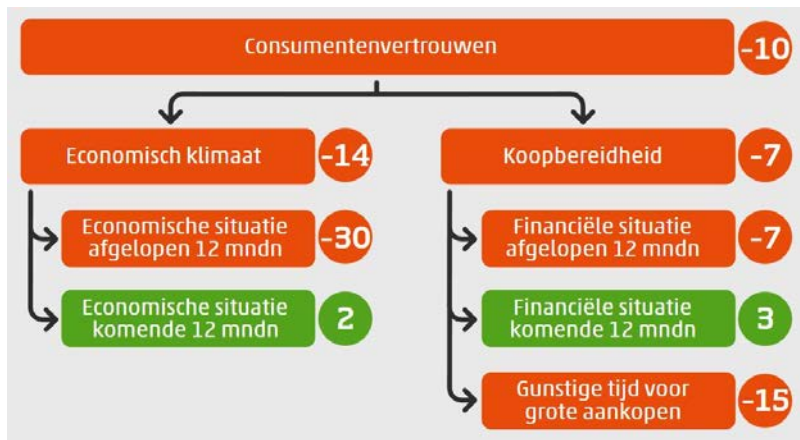 Consumentenvertrouwen
-10
Economisch klimaat
-14
Economische situatie
afgelopen 12 mndn
-30
Economische situatie
komende 12 mndn
2
Koopbereidheid
-7
Financiële situatie
afgelopen 12 mndn
-7
Financiële situatie
komende 12 mndn
3
Gunstige tijd voor
grote aankopen
-15